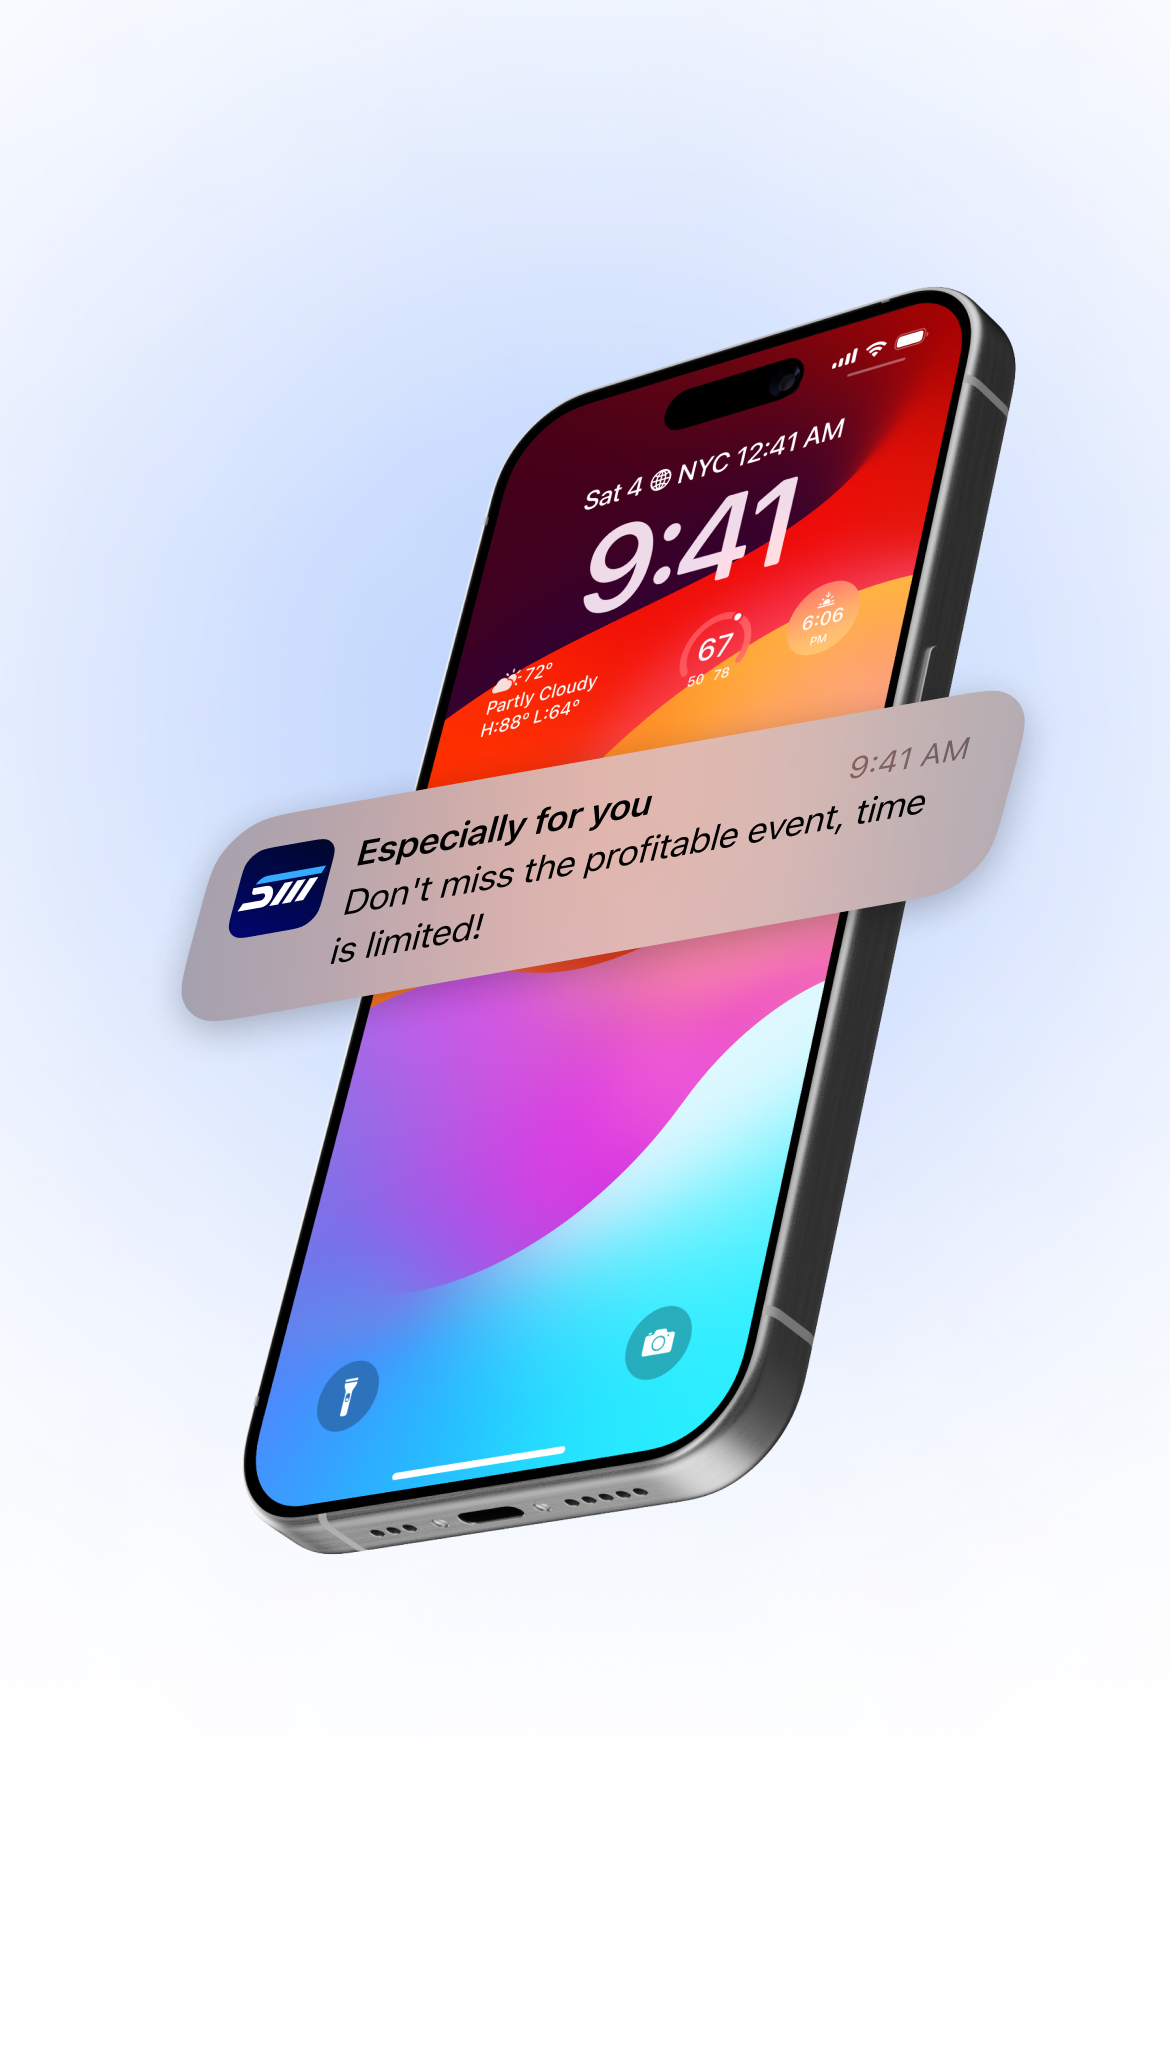 Sat 4 NYC 12:41 AM
9:41
72°
Partly Cloudy
H:88° L:64°
67
50 78
6:06
PM
9:41 AM
Especially for you
Don't miss the profitable event, time
is limited!